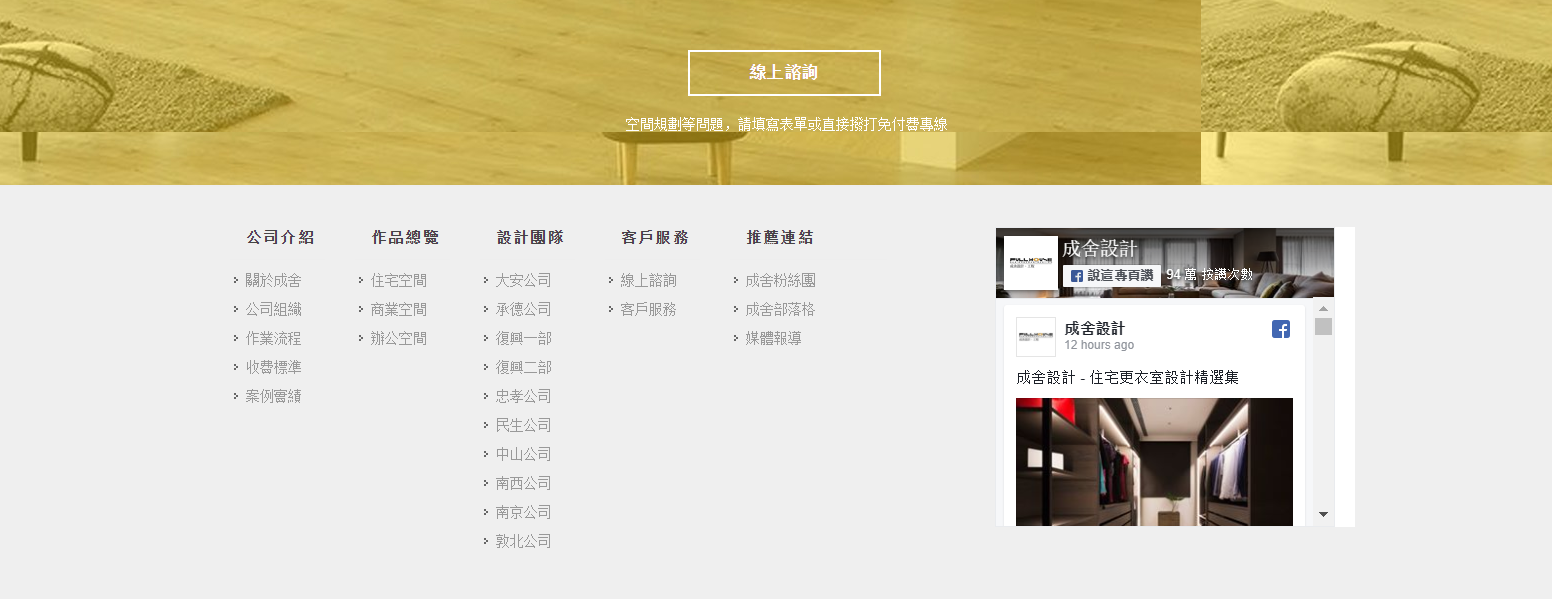 線上諮詢
空間規劃等問題，請填寫表單或直接撥打免付費專線
公司介紹
關於成舍
公司組織
作業流程
收費標準
案例實績
作品總覽
住宅空間
商業空間
辦公空間
設計團隊
大安公司
承德公司
復興一部
復興二部
忠孝公司
民生公司
中山公司
南西公司
南京公司
敦北公司
客戶服務
線上諮詢
客戶服務
推薦連結
成舍粉絲團
成舍部落格
媒體報導
成舍設計
說這專頁讚 94 萬 按讚次數
成舍設計
12 hours ago
成舍設計 - 住宅更衣室設計精選集